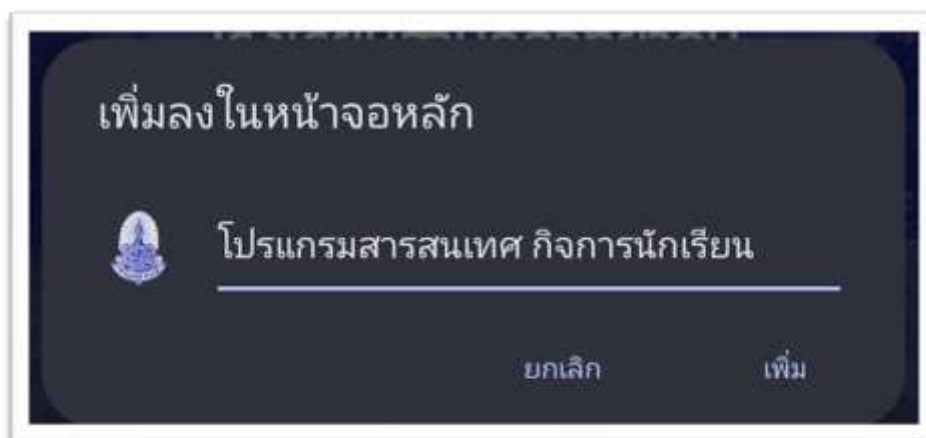 เพิ่มลงในหน้าจอหลัก
โปรแกรมสารสนเทศ กิจการนักเรียน
ยกเลิก เพิ่ม